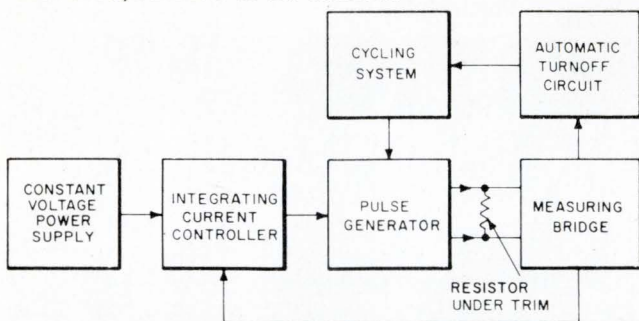 CYCLING
SYSTEM
AUTOMATIC
TURNOFF
CIRCUIT
CONSTANT
VOLTAGE
POWER
SUPPLY
INTEGRATING
CURRENT
CONTROLLER
PULSE
GENERATOR
MEASURING
BRIDGE
RESISTOR
UNDER TRIM